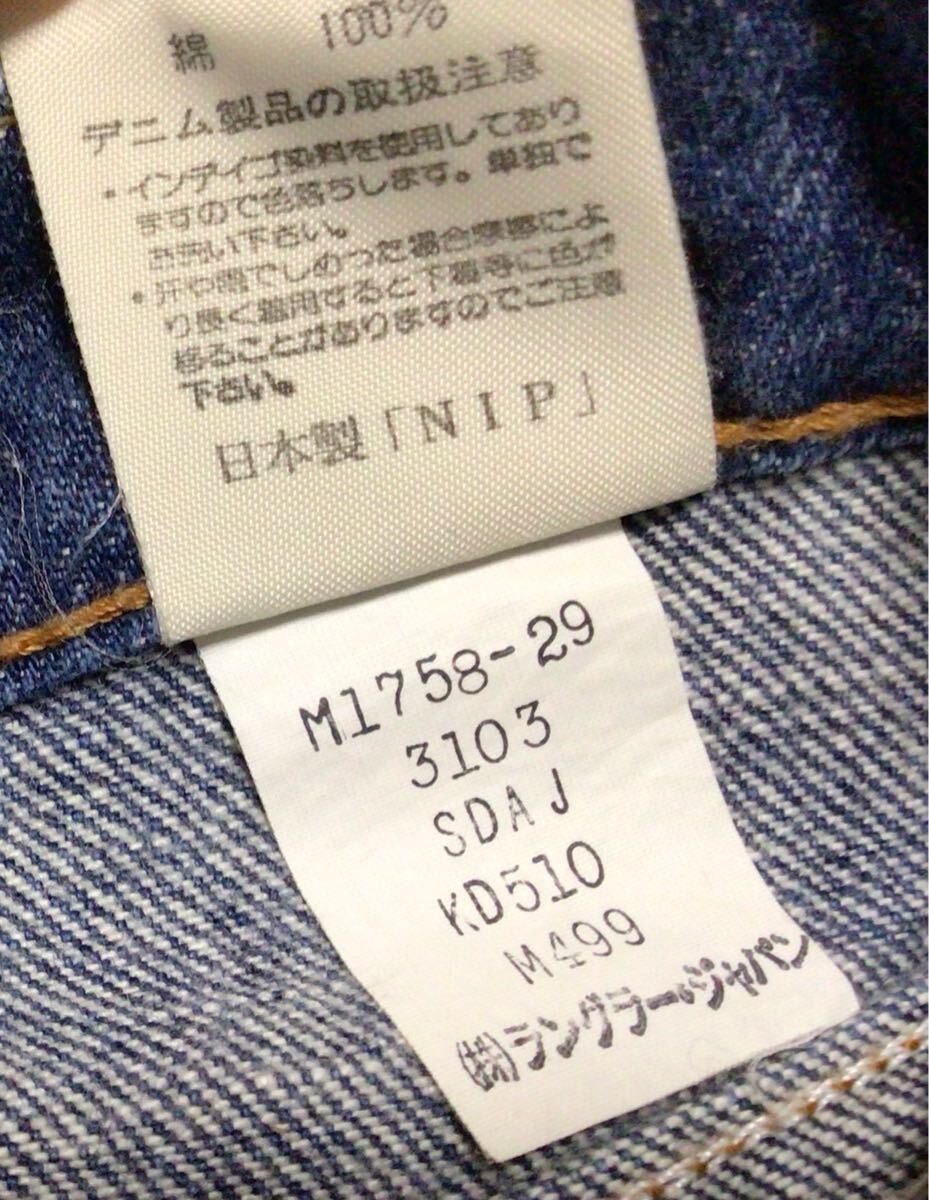 綿 100%
デニム製品の取扱注意
・インディゴ染料を使用しており
ますので色落ちします。単独で
お洗い下さい。
・汗や雨でしめった場合摩擦によ
り長く着用すると下着等に色が
移ることがありますのでご注意
下さい。
日本製「NIP」
M1758-29
3103
SDAJ
KD510
M499
㈱ラングラー・ジャパン